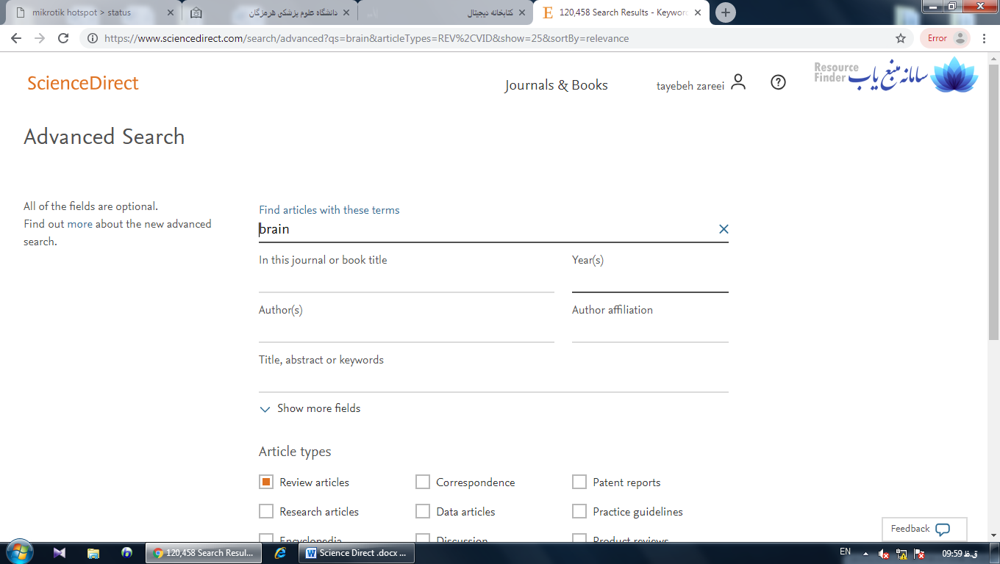 mikrotik hotspot > status
دانشگاه علوم پزشکی هرمزگان
کتابخانه دیجیتال
120,458 Search Results - Keywor
https://www.sciencedirect.com/search/advanced?qs=brain&articleTypes=REV%2CVID&show=25&sortBy=relevance
Error
ScienceDirect
Journals & Books
tayebeh zareei
?
Resource
Finder
سامانه منبع یاب
Advanced Search
All of the fields are optional.
Find out more about the new advanced
search.
Find articles with these terms
brain
In this journal or book title
Year(s)
Author(s)
Author affiliation
Title, abstract or keywords
Show more fields
Article types
Review articles
Correspondence
Patent reports
Research articles
Data articles
Practice guidelines
Encyclopedia
Discussion
Product reviews
Feedback
120,458 Search Resul...
Science Direct .docx ...
EN
09:59 ق.ظ